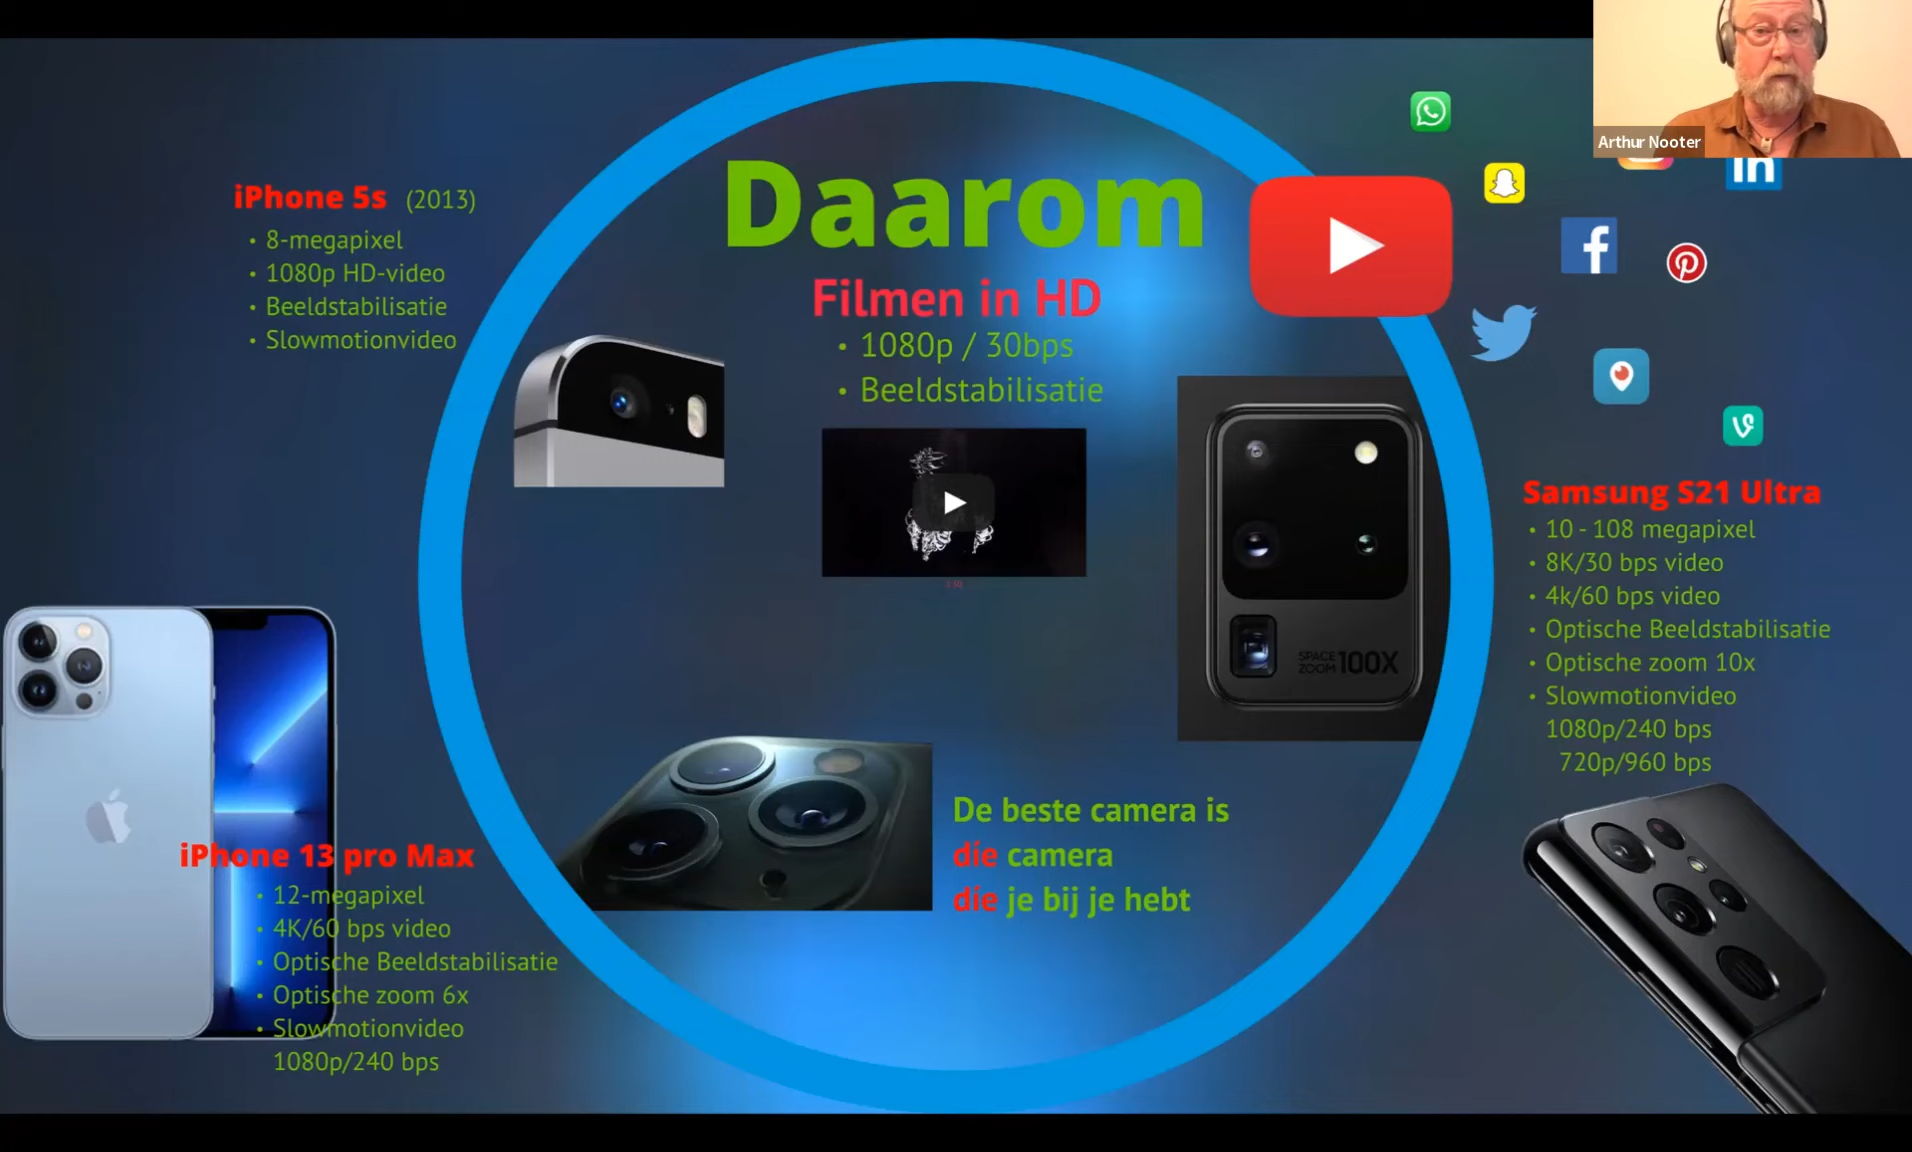 Arthur Nooter
in
iPhone 5s (2013)
• 8-megapixel
• 1080p HD-video
• Beeldstabilisatie
• Slowmotionvideo
Daarom
Filmen in HD
• 1080p / 30bps
• Beeldstabilisatie
SPACE
ZOOM 100X
Samsung S21 Ultra
• 10 - 108 megapixel
• 8K/30 bps video
• 4k/60 bps video
• Optische Beeldstabilisatie
• Optische zoom 10x
• Slowmotionvideo
1080p/240 bps
720p/960 bps
De beste camera is
die camera
die je bij je hebt
iPhone 13 pro Max
• 12-megapixel
• 4K/60 bps video
• Optische Beeldstabilisatie
• Optische zoom 6x
• Slowmotionvideo
1080p/240 bps